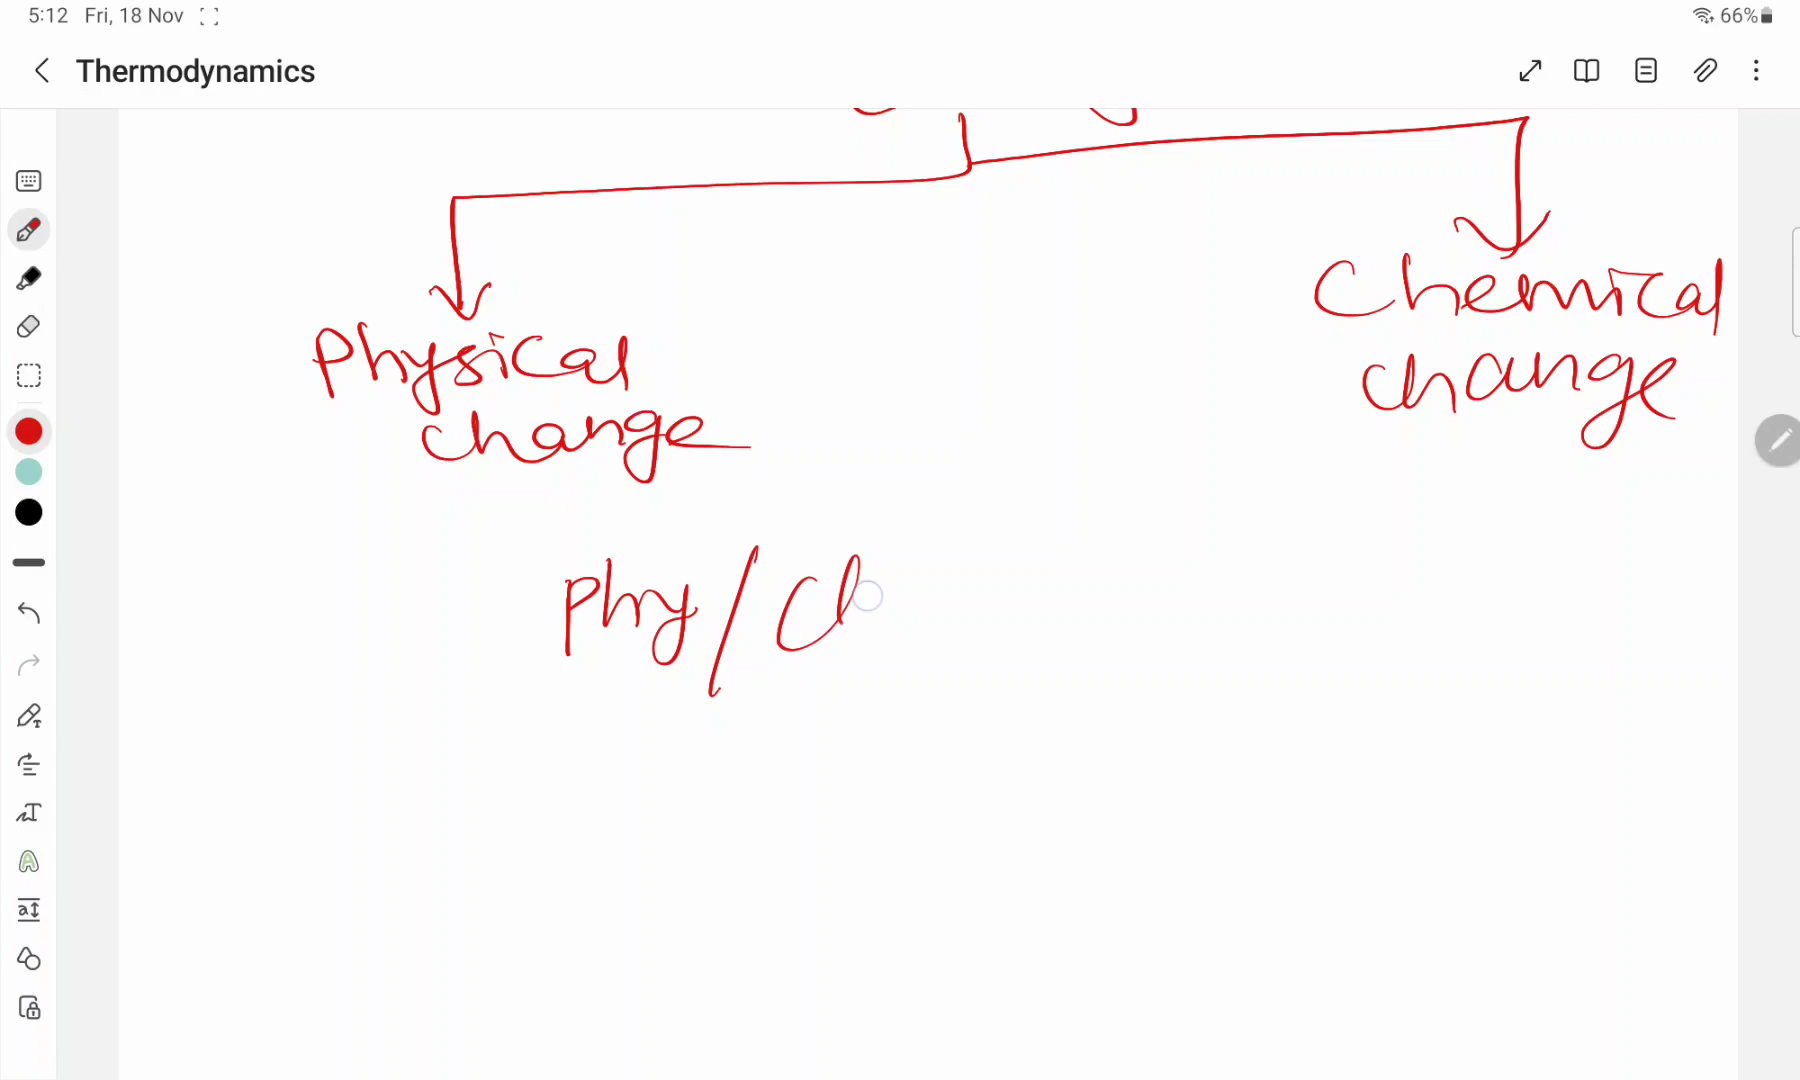 5:12 Fri, 18 Nov 66%
Thermodynamics
Physical
change
Chemical
change
Phy/Ch